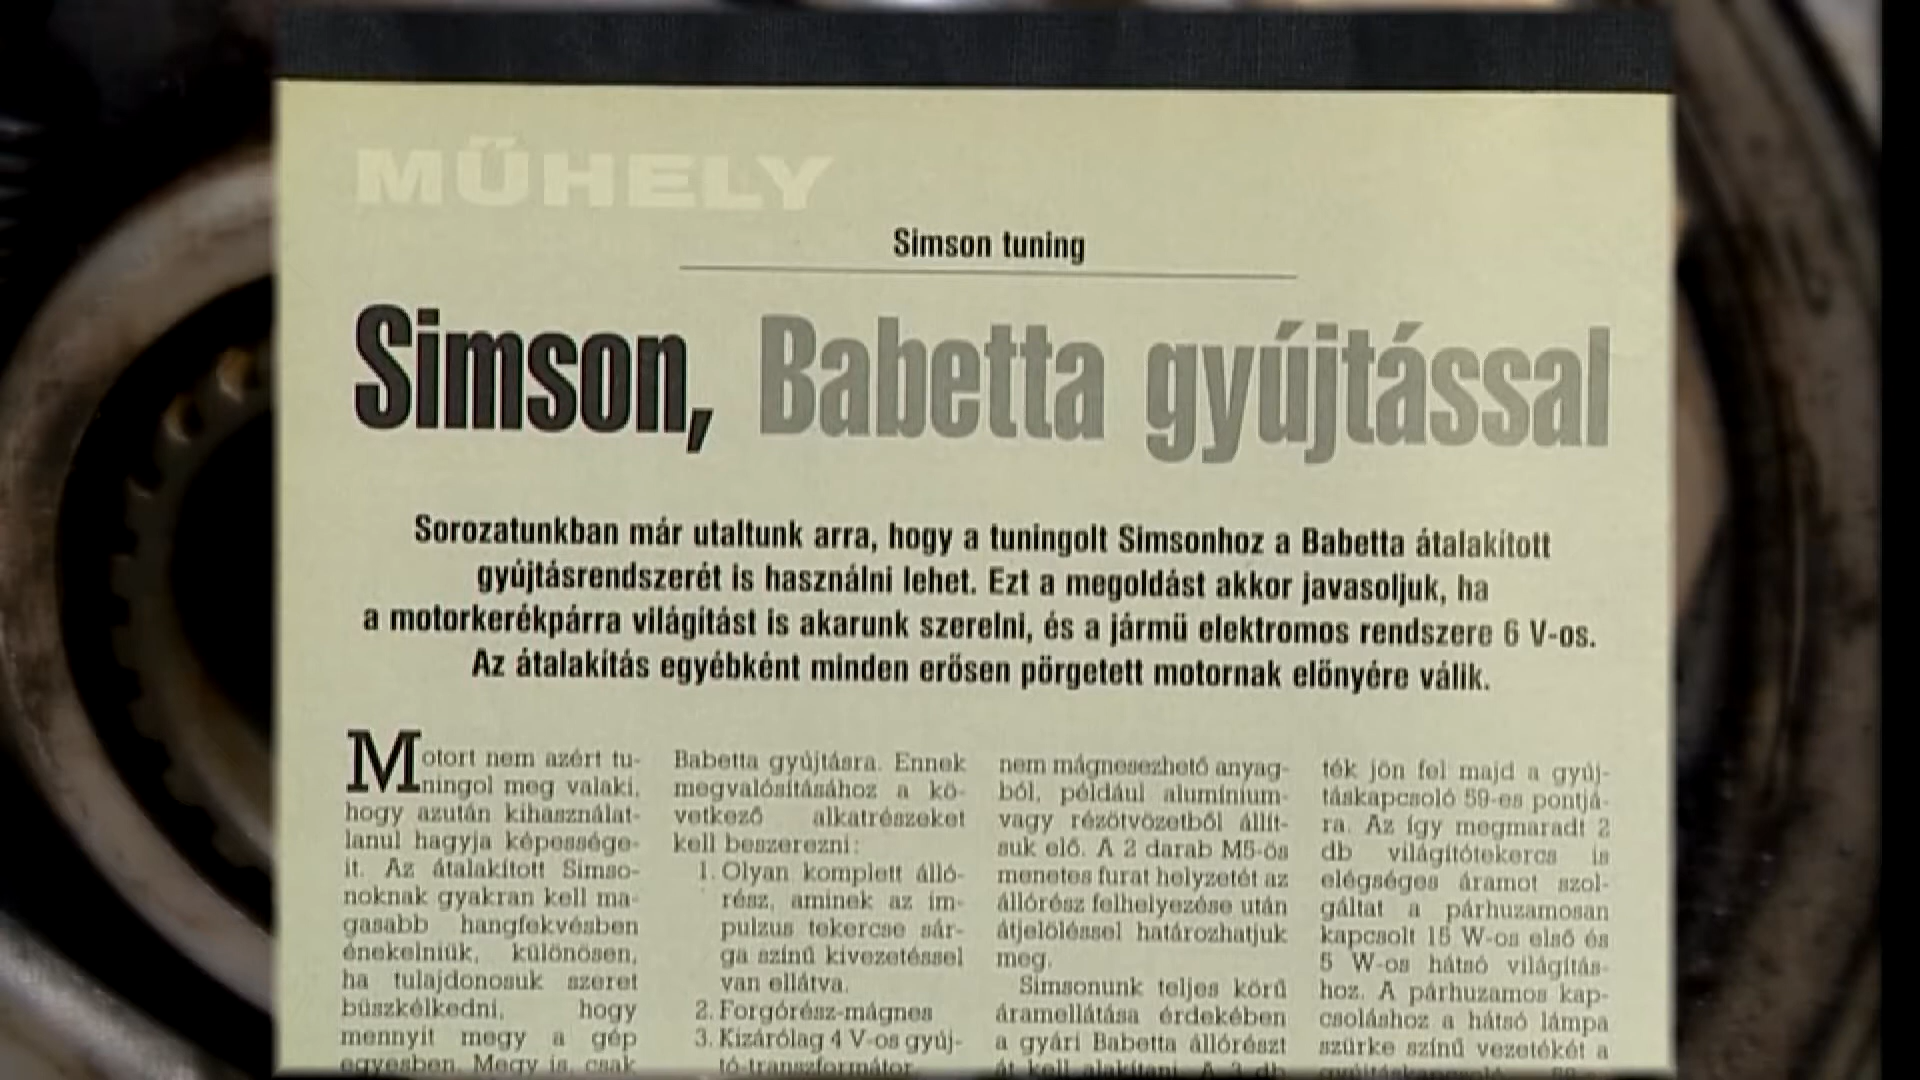 MŰHELY
Simson tuning
Simson, Babetta gyújtással
Sorozatunkban már utaltunk arra, hogy a tuningolt Simsonhoz a Babetta átalakított
gyújtásrendszerét is használni lehet. Ezt a megoldást akkor javasoljuk, ha
a motorkerékpárra világítást is akarunk szerelni, és a jármű elektromos rendszere 6 V-os.
Az átalakítás egyébként minden erősen pörgetett motornak előnyére válik.
Motort nem azért tu-
ningol meg valaki,
hogy azután kihasználat-
lanul hagyja képessége-
it. Az átalakított Simso-
noknak gyakran kell ma-
gasabb hangfekvésben
énekelniük, különösen,
ha tulajdonosuk szeret
büszkélkedni, hogy
mennyit megy a gép
egyesben. Megy is, csak
Babetta gyújtásra. Ennek
megvalósításához a kö-
vetkező alkatrészeket
kell beszerezni:
1. Olyan komplett álló-
rész, aminek az im-
pulzus tekercse sár-
ga színű kivezetéssel
van ellátva.
2. Forgórész-mágnes
3. Kizárólag 4 V-os gyúj-
tó-transzformátor
nem mágnesezhető anyag-
ból, például alumínium-
vagy rézötvözetből állít-
suk elő. A 2 darab M5-ös
menetes furat helyzetét az
állórész felhelyezése után
átjelöléssel határozhatjuk
meg.
Simsonunk teljes körű
áramellátása érdekében
a gyári Babetta állórészt
át kell alakítani. A 3 db
ték jön fel majd a gyúj-
táskapcsoló 59-es pontjá-
ra. Az így megmaradt 2
db világítótekercs is
elégséges áramot szol-
gáltat a párhuzamosan
kapcsolt 15 W-os első és
5 W-os hátsó világítás-
hoz. A párhuzamos kap-
csoláshoz a hátsó lámpa
szürke színű vezetékét a
gyújtáskapcsoló